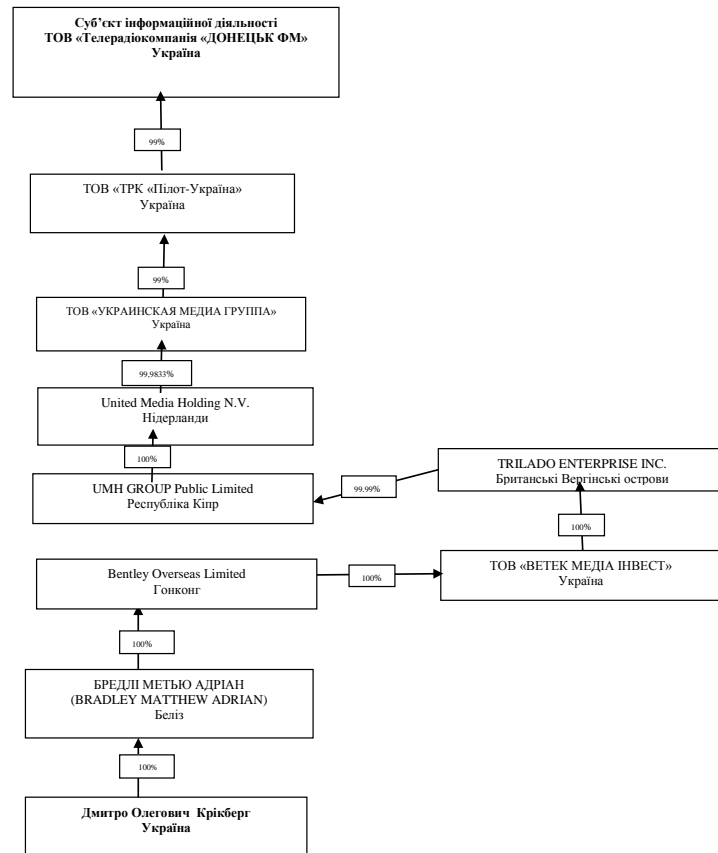 Суб’єкт інформаційної діяльності
ТОВ «Телерадіокомпанія «ДОНЕЦЬК ФМ»
Україна
99%
ТОВ «ТРК «Пілот-Україна»
Україна
99%
ТОВ «УКРАИНСКАЯ МЕДИА ГРУППА»
Україна
99,9833%
United Media Holding N.V.
Нідерланди
100%
UMH GROUP Public Limited
Республіка Кіпр
99.99%
TRILADO ENTERPRISE INC.
Британські Вергінські острови
100%
Bentley Overseas Limited
Гонконг
100%
ТОВ «ВЕТЕК МЕДІА ІНВЕСТ»
Україна
100%
БРЕДЛІ МЕТЬЮ АДРІАН
(BRADLEY MATTHEW ADRIAN)
Беліз
100%
Дмитро Олегович Крікберг
Україна